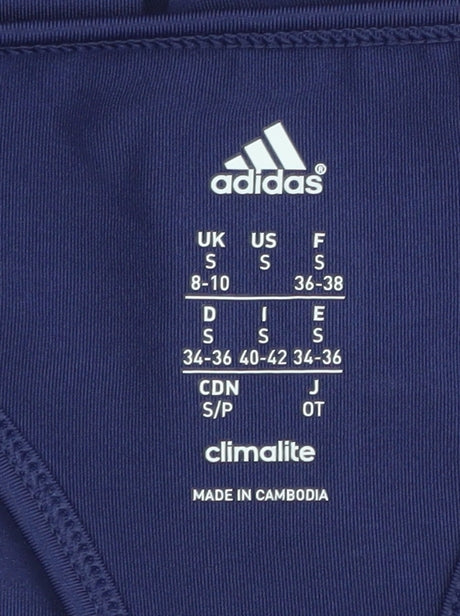 adidas®
UK US F
S S S
8-10 36-38
D I E
S S S
34-36 40-42 34-36
CDN J
S/P OT
climalite
MADE IN CAMBODIA